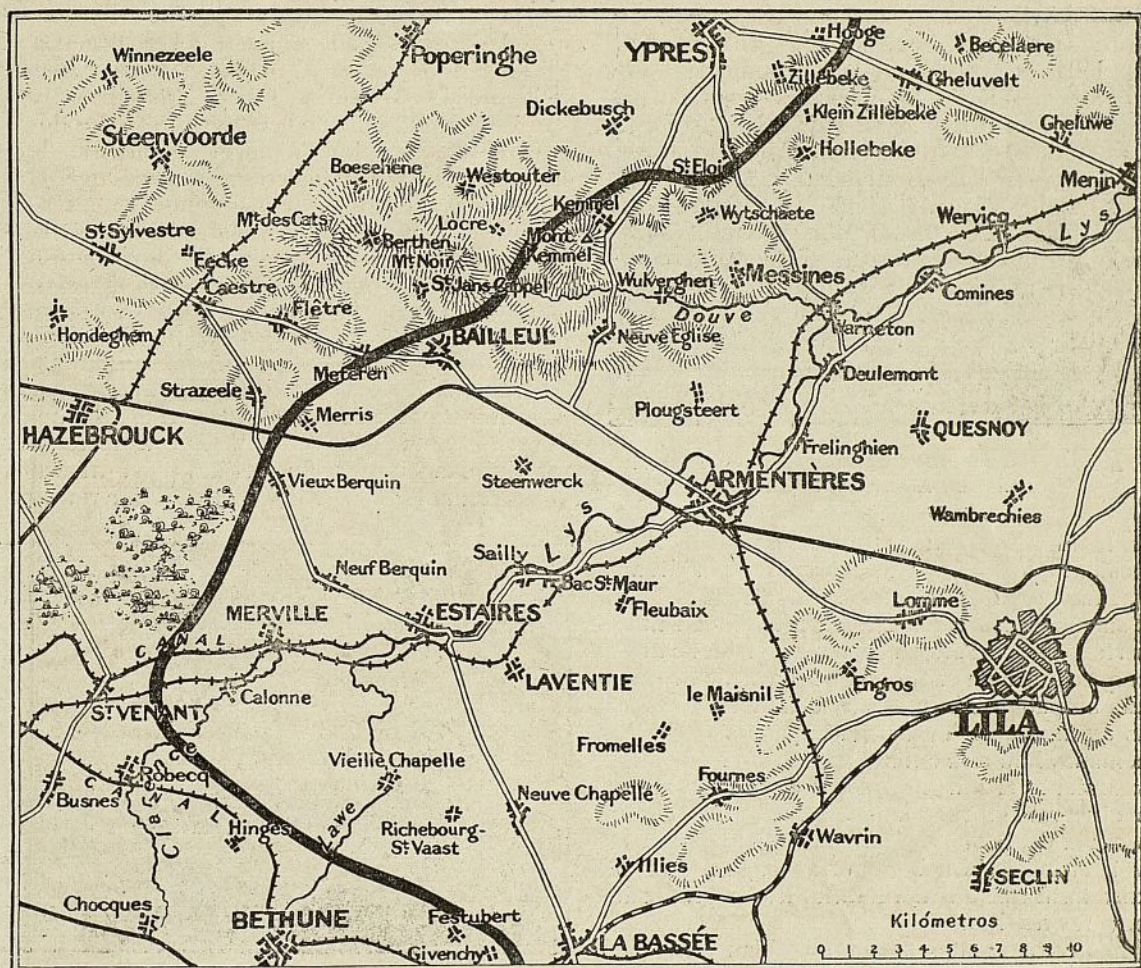 Winnezeele
Poperinghe
YPRES
Hooge
Becelaere
Zillebeke
Gheluvelt
Steenvoorde
Dickebusch
Klein Zillebeke
Gheluwe
Hollebeke
Boeschene
Westouter
St Eloi
Menin
Mt des Cats
Kemmel
Wytschaete
Wervicq
Lys
St Sylvestre
Locre
Berthen
Mont
Kemmel
Eecke
Mt Noir
Wulverghen
Messines
Caestre
St Jans Cappel
Comines
Flêtre
Douve
Warneton
Hondeghem
BAILLEUL
Neuve Eglise
Meteren
Deulemont
Strazeele
Merris
Plougsteert
HAZEBROUCK
QUESNOY
Frelinghien
Vieux Berquin
Steenwerck
ARMENTIÈRES
Wambrechies
Lys
Sailly
Neuf Berquin
Bac St Maur
MERVILLE
ESTAIRES
Fleubaix
Lomme
CANAL
LAVENTIE
Engros
Calonne
le Maisnil
St VENANT
LILA
Fromelles
Robecq
Vieille Chapelle
Fournes
Busnes
CANAL
Clarence
Neuve Chapelle
Hinges
Lawe
Richebourg-
St Vaast
Wavrin
Illies
SECLIN
Chocques
BETHUNE
Festubert
Kilómetros
Givenchy
LA BASSÉE
0 1 2 3 4 5 6 7 8 9 10